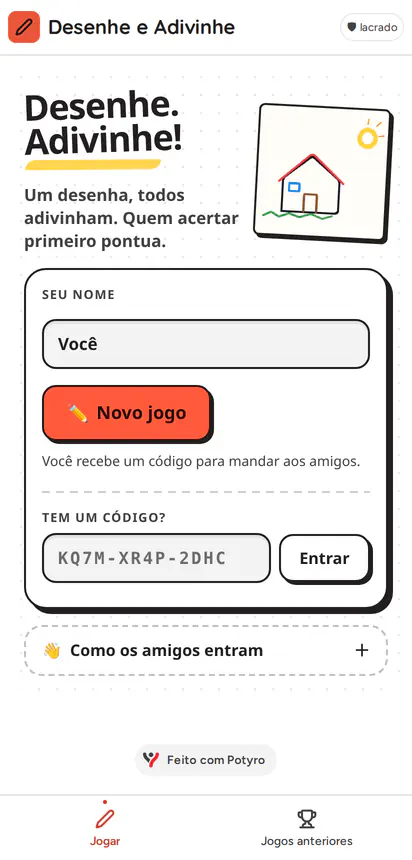 Desenhe e Adivinhe
lacrado
Desenhe.
Adivinhe!
Um desenha, todos
adivinham. Quem acertar
primeiro pontua.
SEU NOME
Você
✏️ Novo jogo
Você recebe um código para mandar aos amigos.
TEM UM CÓDIGO?
KQ7M-XR4P-2DHC
Entrar
👋 Como os amigos entram +
Feito com Potyro
Jogar
Jogos anteriores